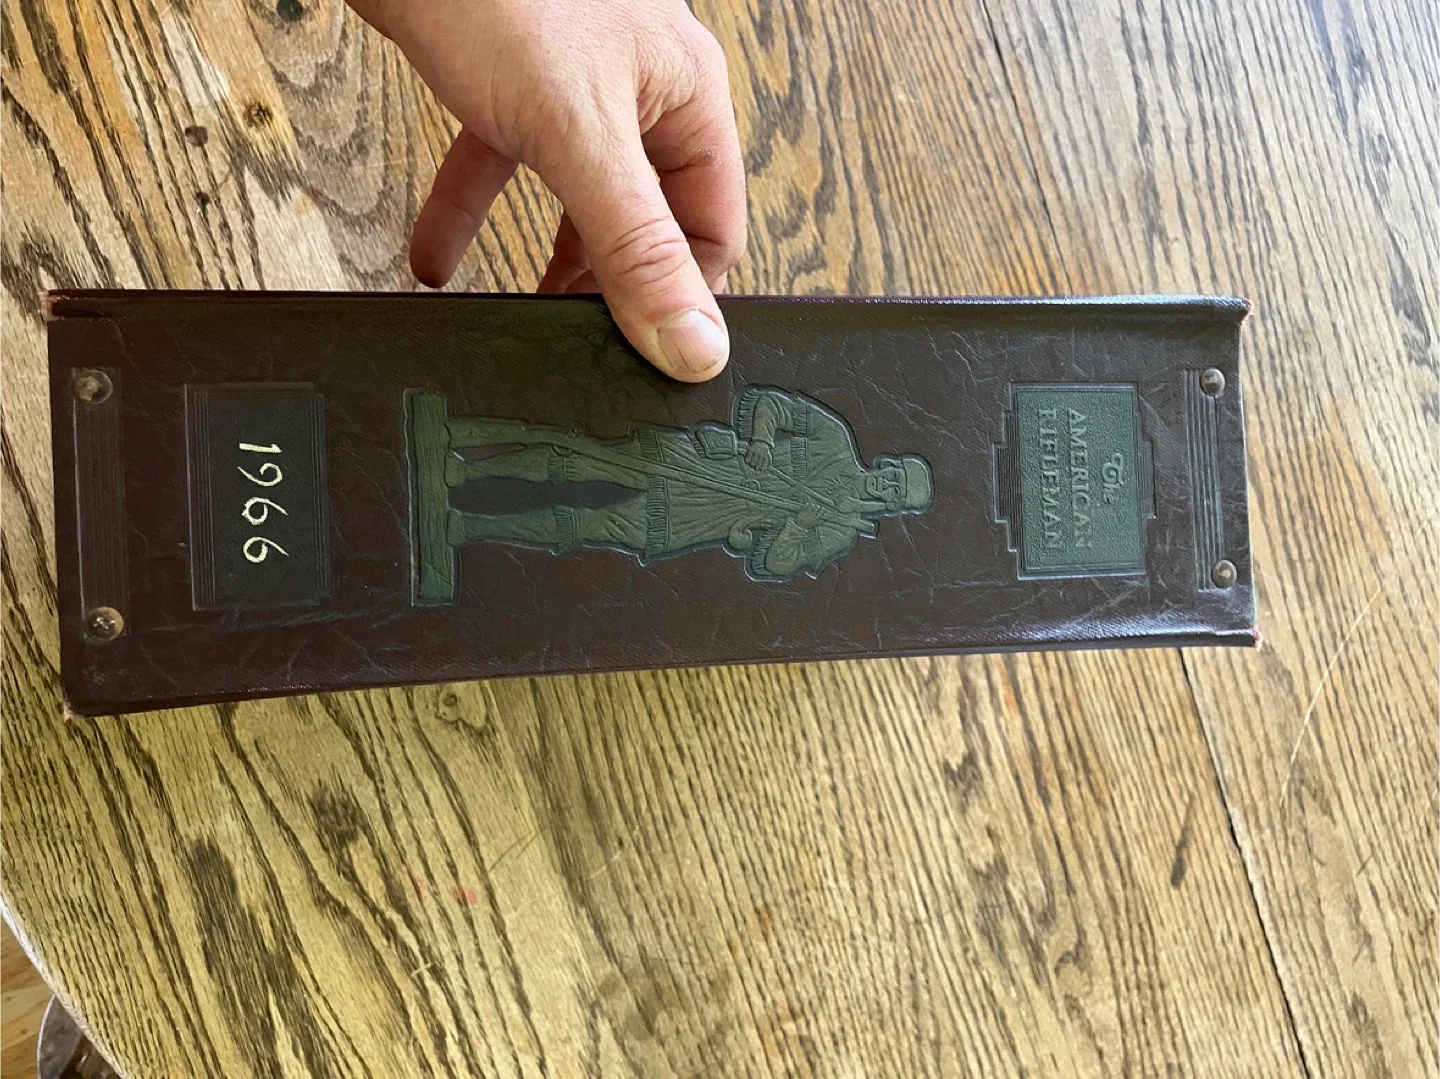 The
AMERICAN
RIFLEMAN
1966